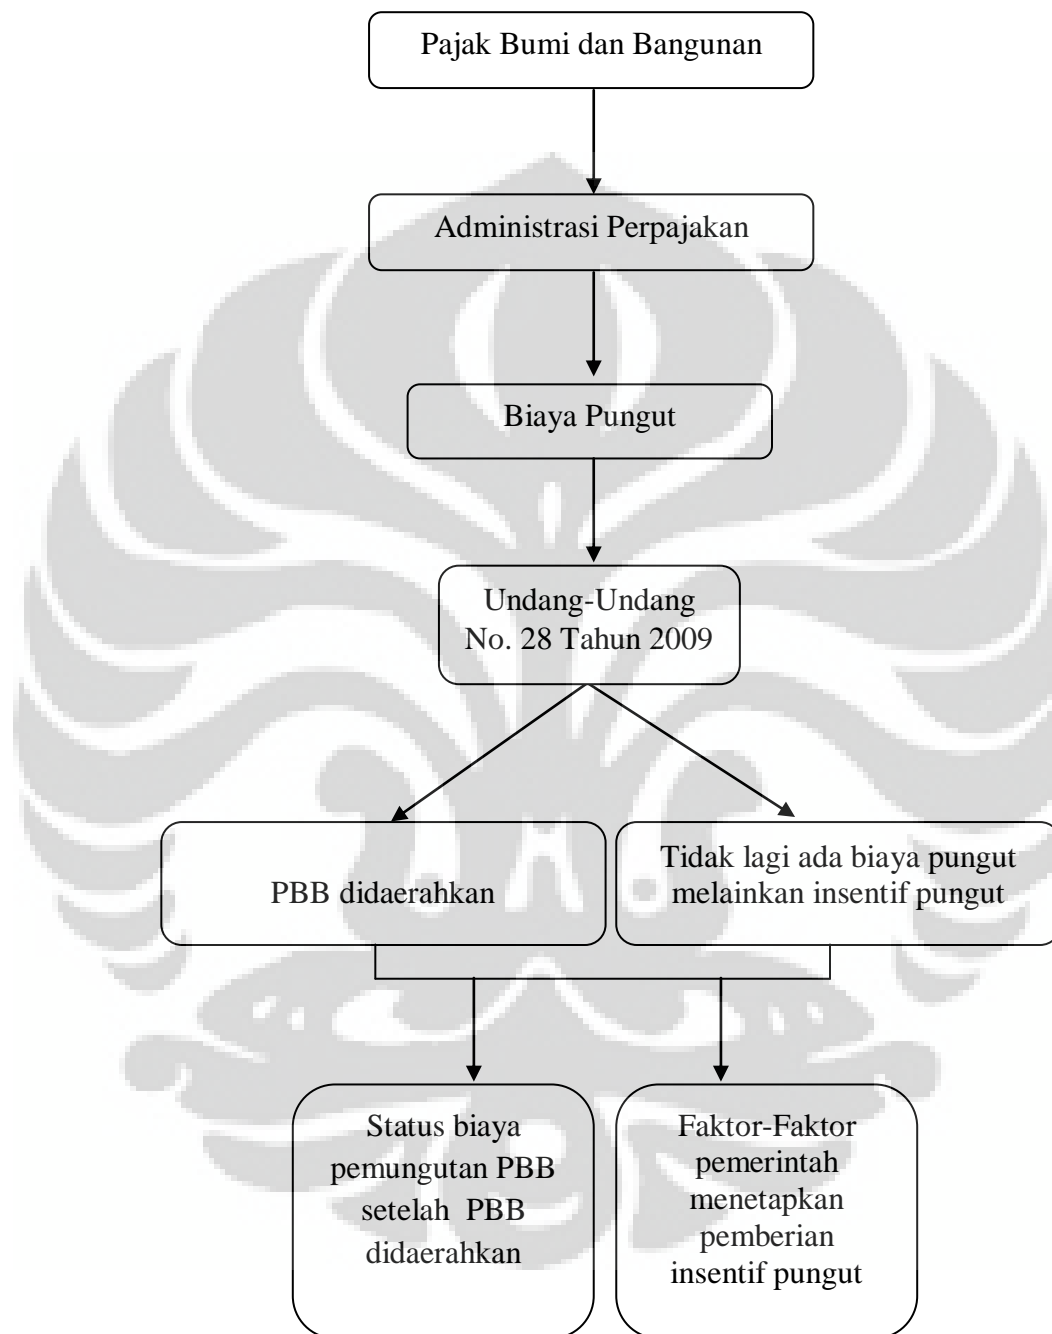 Pajak Bumi dan Bangunan
Administrasi Perpajakan
Biaya Pungut
Undang-Undang
No. 28 Tahun 2009
PBB didaerahkan
Tidak lagi ada biaya pungut
melainkan insentif pungut
Status biaya
pemungutan PBB
setelah PBB
didaerahkan
Faktor-Faktor
pemerintah
menetapkan
pemberian
insentif pungut